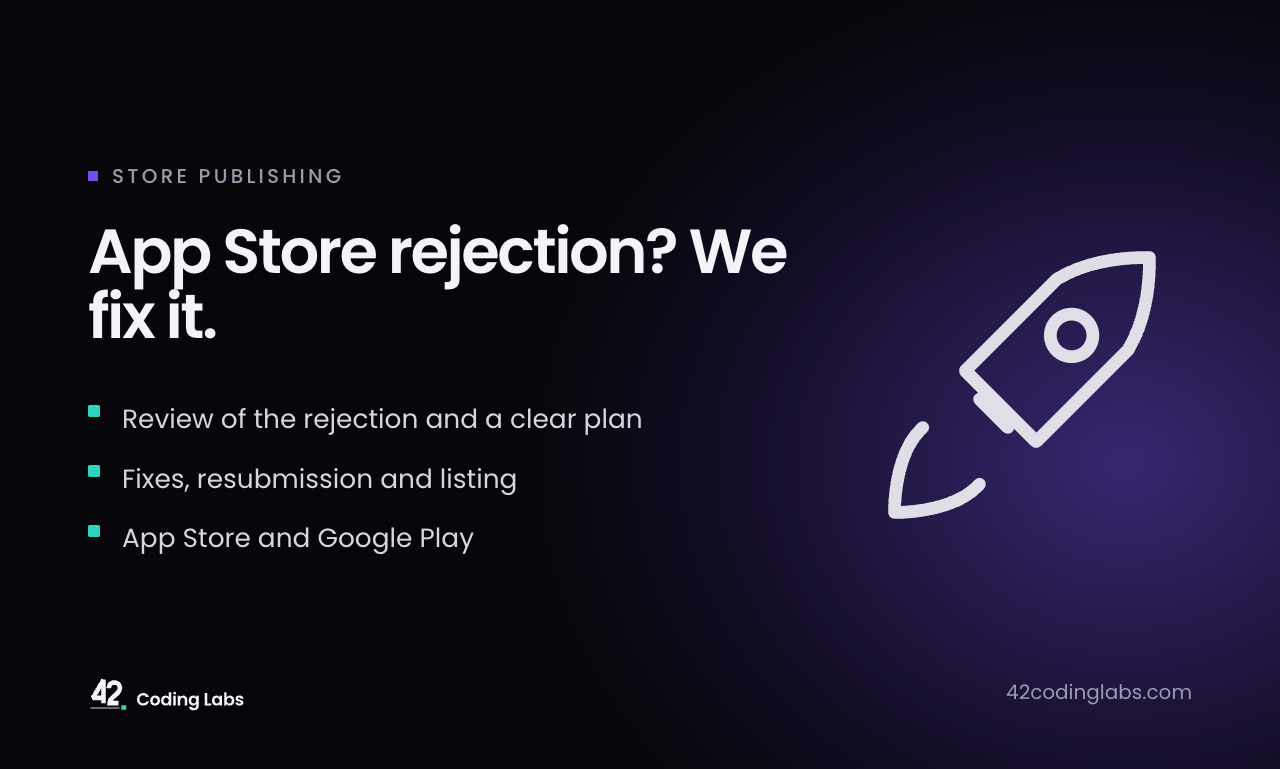 STORE PUBLISHING
App Store rejection? We
fix it.
Review of the rejection and a clear plan
Fixes, resubmission and listing
App Store and Google Play
42. Coding Labs
42codinglabs.com